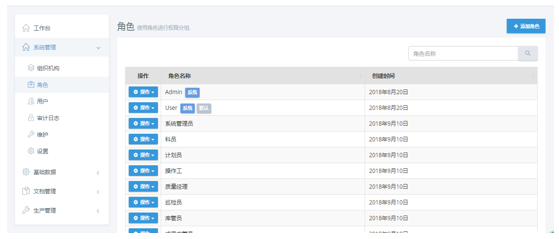 工作台
系统管理
组织机构
角色
用户
审计日志
维护
设置
基础数据
文档管理
生产管理
角色 使用角色进行权限分组.
+ 添加角色
角色名称
操作 角色名称 创建时间
操作 Admin 系统 2018年8月20日
操作 User 系统 默认 2018年8月20日
操作 系统管理员 2018年9月10日
操作 科员 2018年9月10日
操作 计划员 2018年9月10日
操作 操作工 2018年9月10日
操作 质量经理 2018年9月10日
操作 巡检员 2018年9月10日
操作 库管员 2018年9月10日